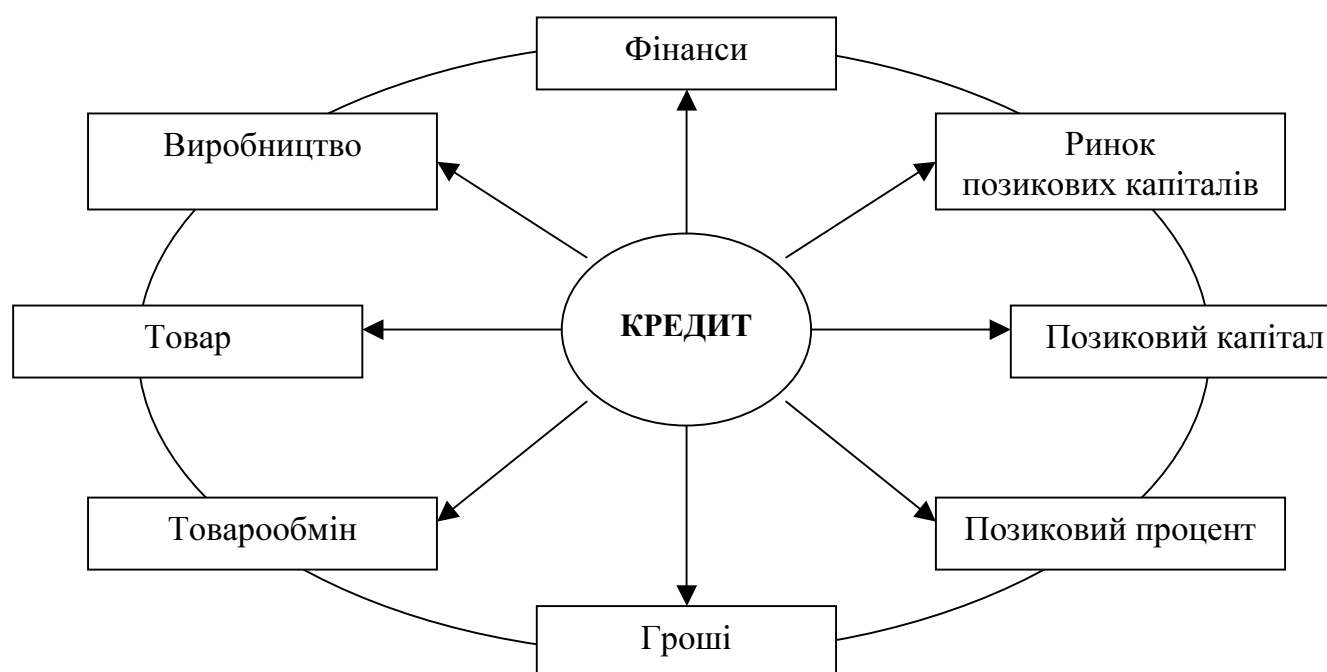 Фінанси
Виробництво
Ринок
позикових капіталів
КРЕДИТ
Товар
Позиковий капітал
Товарообмін
Позиковий процент
Гроші